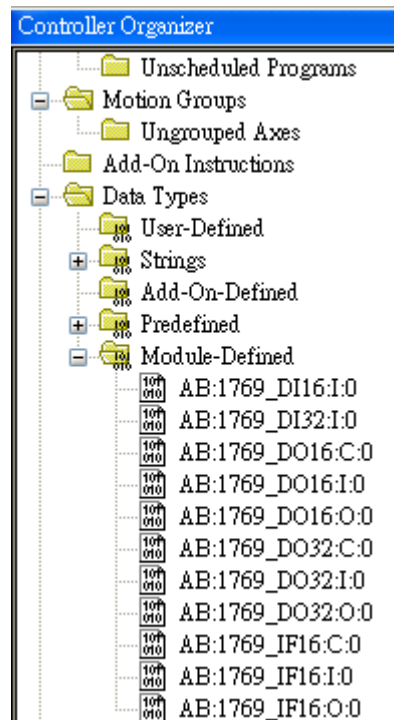 Controller Organizer
Unscheduled Programs
Motion Groups
Ungrouped Axes
Add-On Instructions
Data Types
User-Defined
Strings
Add-On-Defined
Predefined
Module-Defined
AB:1769_DI16:I:0
AB:1769_DI32:I:0
AB:1769_DO16:C:0
AB:1769_DO16:I:0
AB:1769_DO16:O:0
AB:1769_DO32:C:0
AB:1769_DO32:I:0
AB:1769_DO32:O:0
AB:1769_IF16:C:0
AB:1769_IF16:I:0
AB:1769_IF16:O:0